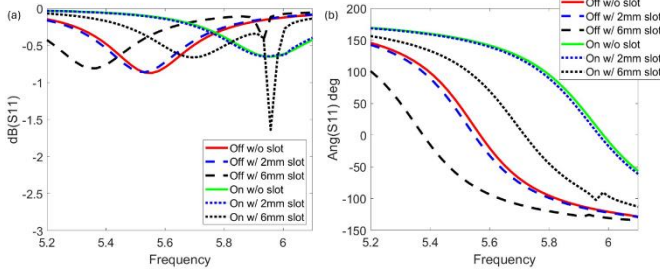 (a)
0
-0.5
-1
-1.5
-2
-2.5
-3
dB(S11)
Off w/o slot
Off w/ 2mm slot
Off w/ 6mm slot
On w/o slot
On w/ 2mm slot
On w/ 6mm slot
5.2 5.4 5.6 5.8 6
Frequency
(b)
200
150
100
50
0
-50
-100
-150
Ang(S11) deg
Off w/o slot
Off w/ 2mm slot
Off w/ 6mm slot
On w/o slot
On w/ 2mm slot
On w/ 6mm slot
5.2 5.4 5.6 5.8 6
Frequency